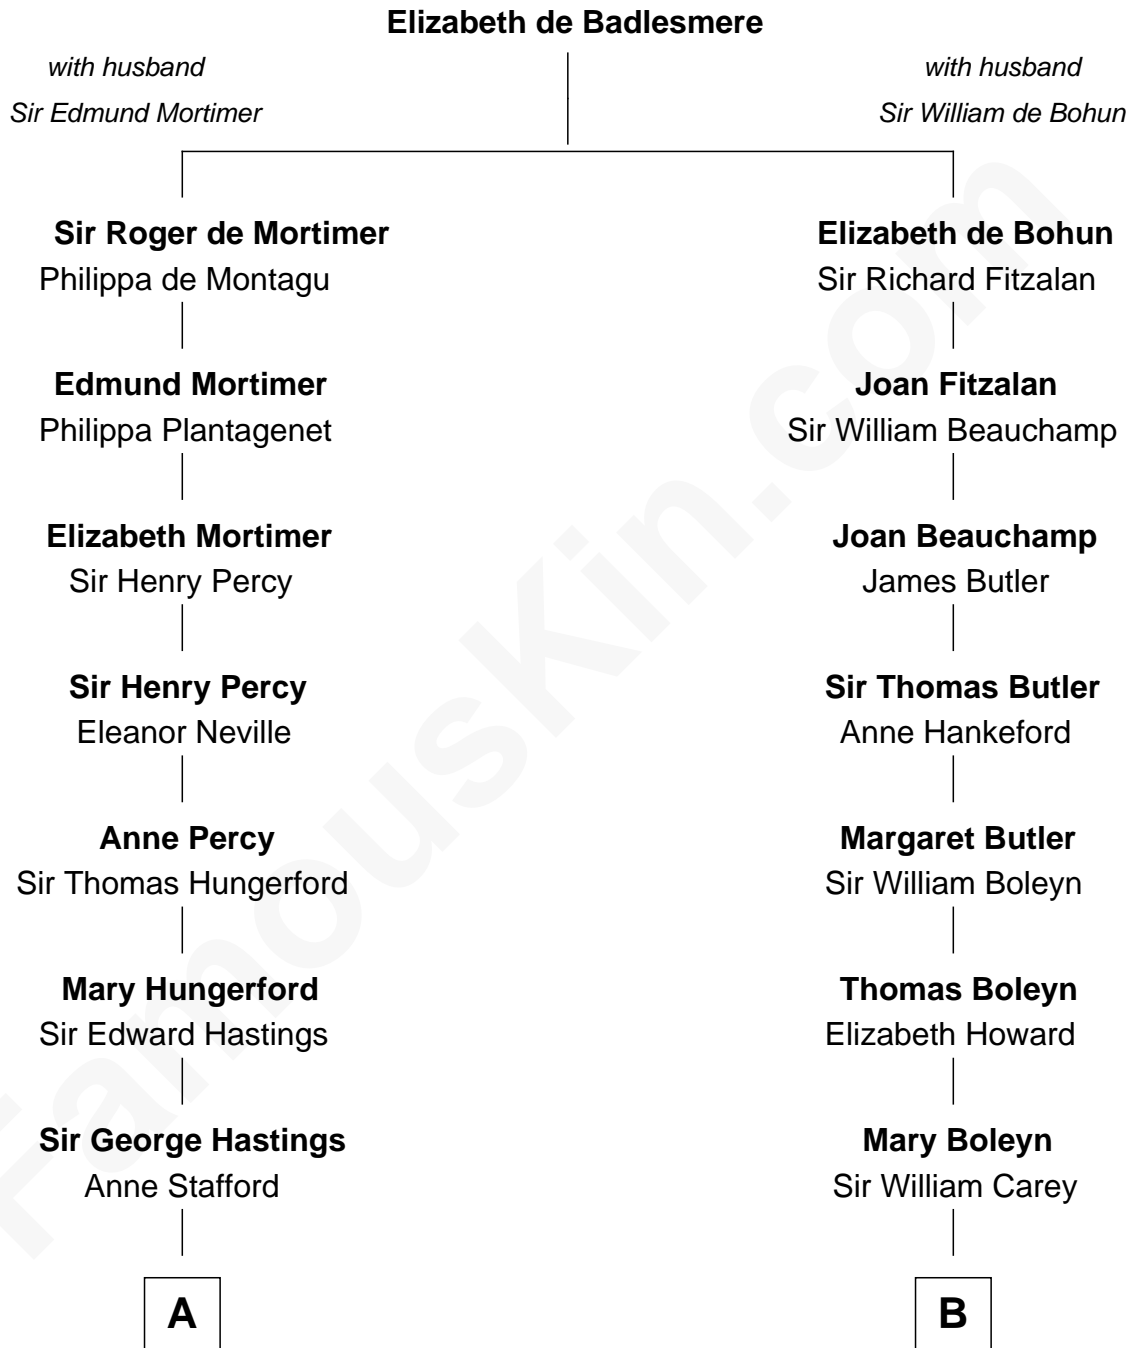 Elizabeth de Badlesmere
with husband
Sir Edmund Mortimer
with husband
Sir William de Bohun
Sir Roger de Mortimer
Philippa de Montagu
Elizabeth de Bohun
Sir Richard Fitzalan
Edmund Mortimer
Philippa Plantagenet
Joan Fitzalan
Sir William Beauchamp
Elizabeth Mortimer
Sir Henry Percy
Joan Beauchamp
James Butler
Sir Henry Percy
Eleanor Neville
Sir Thomas Butler
Anne Hankeford
Anne Percy
Sir Thomas Hungerford
Margaret Butler
Sir William Boleyn
Mary Hungerford
Sir Edward Hastings
Thomas Boleyn
Elizabeth Howard
Sir George Hastings
Anne Stafford
Mary Boleyn
Sir William Carey
A
B
FamousKin.com